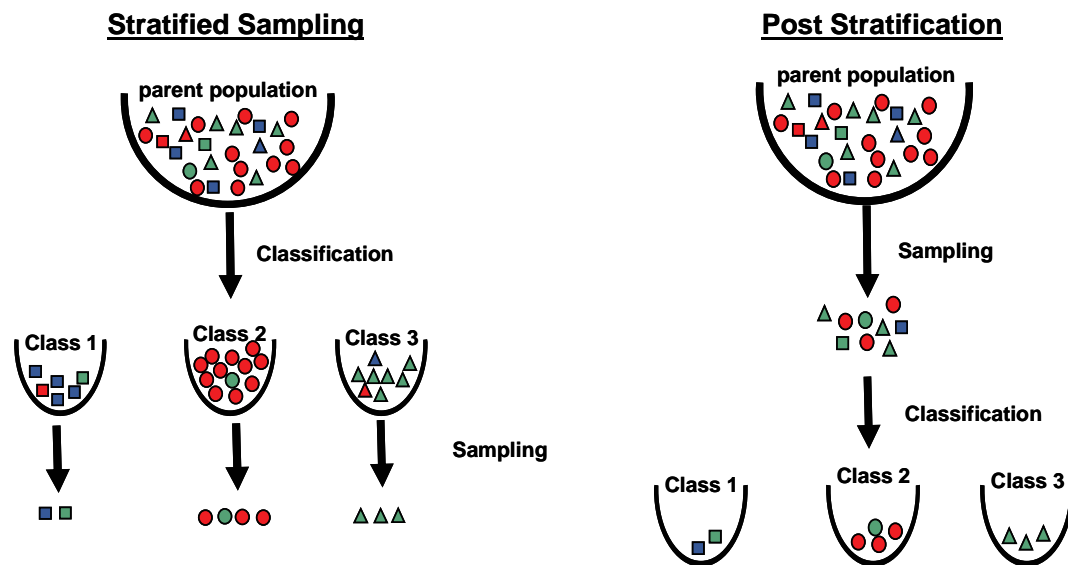 Stratified Sampling
parent population
Classification
Class 1
Class 2
Class 3
Sampling
Post Stratification
parent population
Sampling
Classification
Class 1
Class 2
Class 3